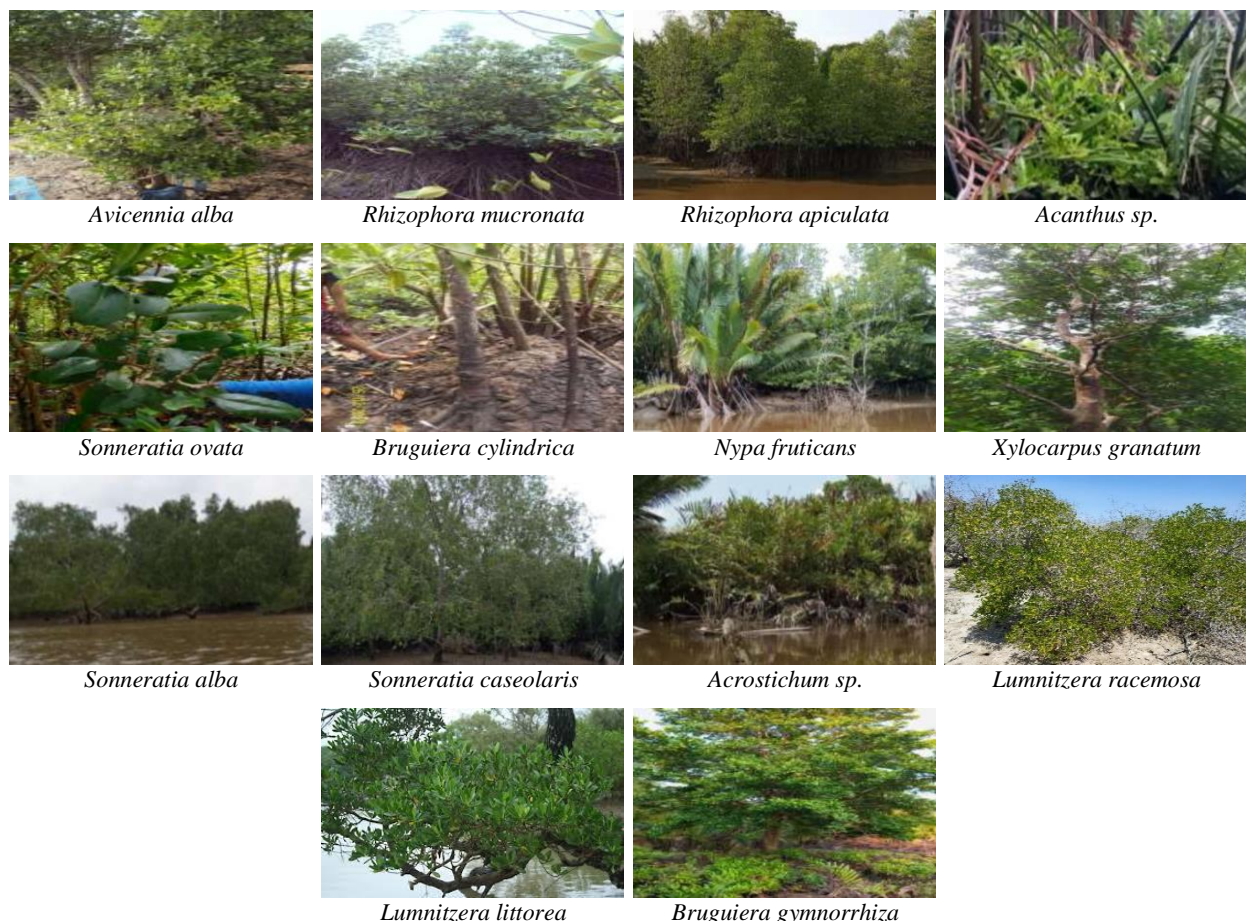 Avicennia alba
Rhizophora mucronata
Rhizophora apiculata
Acanthus sp.
Sonneratia ovata
Bruguiera cylindrica
Nypa fruticans
Xylocarpus granatum
Sonneratia alba
Sonneratia caseolaris
Acrostichum sp.
Lumnitzera racemosa
Lumnitzera littorea
Bruguiera gymnorrhiza